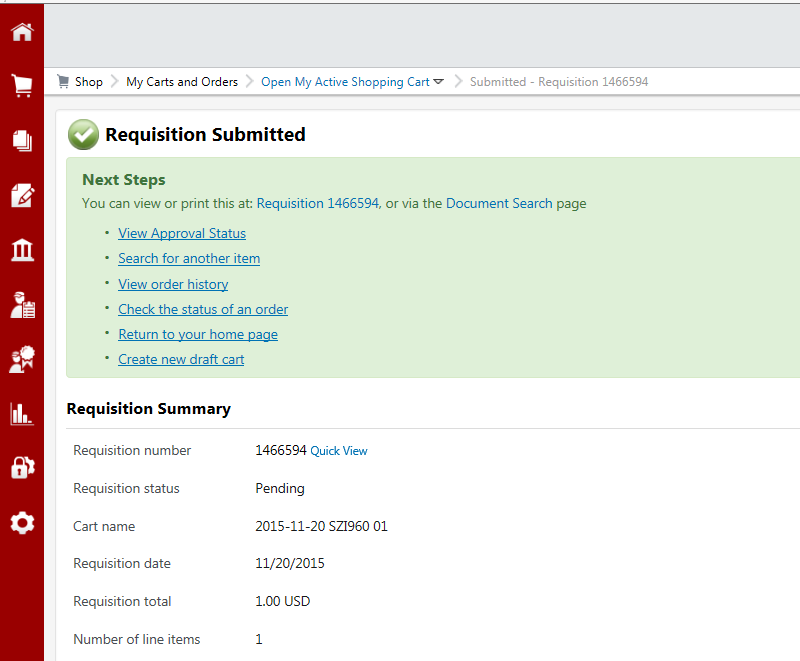 Shop My Carts and Orders Open My Active Shopping Cart Submitted - Requisition 1466594
Requisition Submitted
Next Steps
You can view or print this at: Requisition 1466594, or via the Document Search page
• View Approval Status
• Search for another item
• View order history
• Check the status of an order
• Return to your home page
• Create new draft cart
Requisition Summary
Requisition number 1466594 Quick View
Requisition status Pending
Cart name 2015-11-20 SZI960 01
Requisition date 11/20/2015
Requisition total 1.00 USD
Number of line items 1